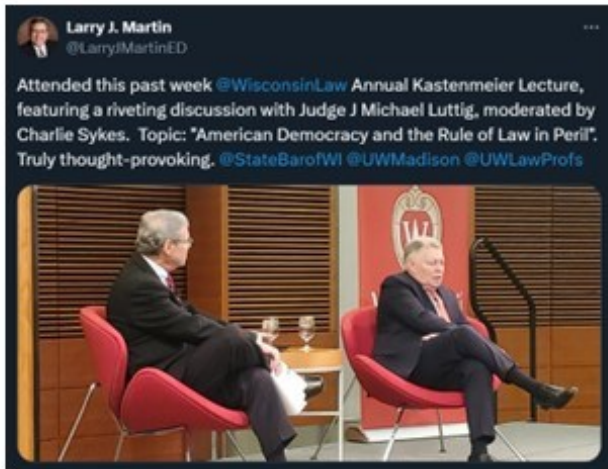 Larry J. Martin
@LarryJMartinED
Attended this past week @WisconsinLaw Annual Kastenmeier Lecture,
featuring a riveting discussion with Judge J Michael Luttig, moderated by
Charlie Sykes. Topic: "American Democracy and the Rule of Law in Peril".
Truly thought-provoking. @StateBarofWI @UWMadison @UWLawProfs
W